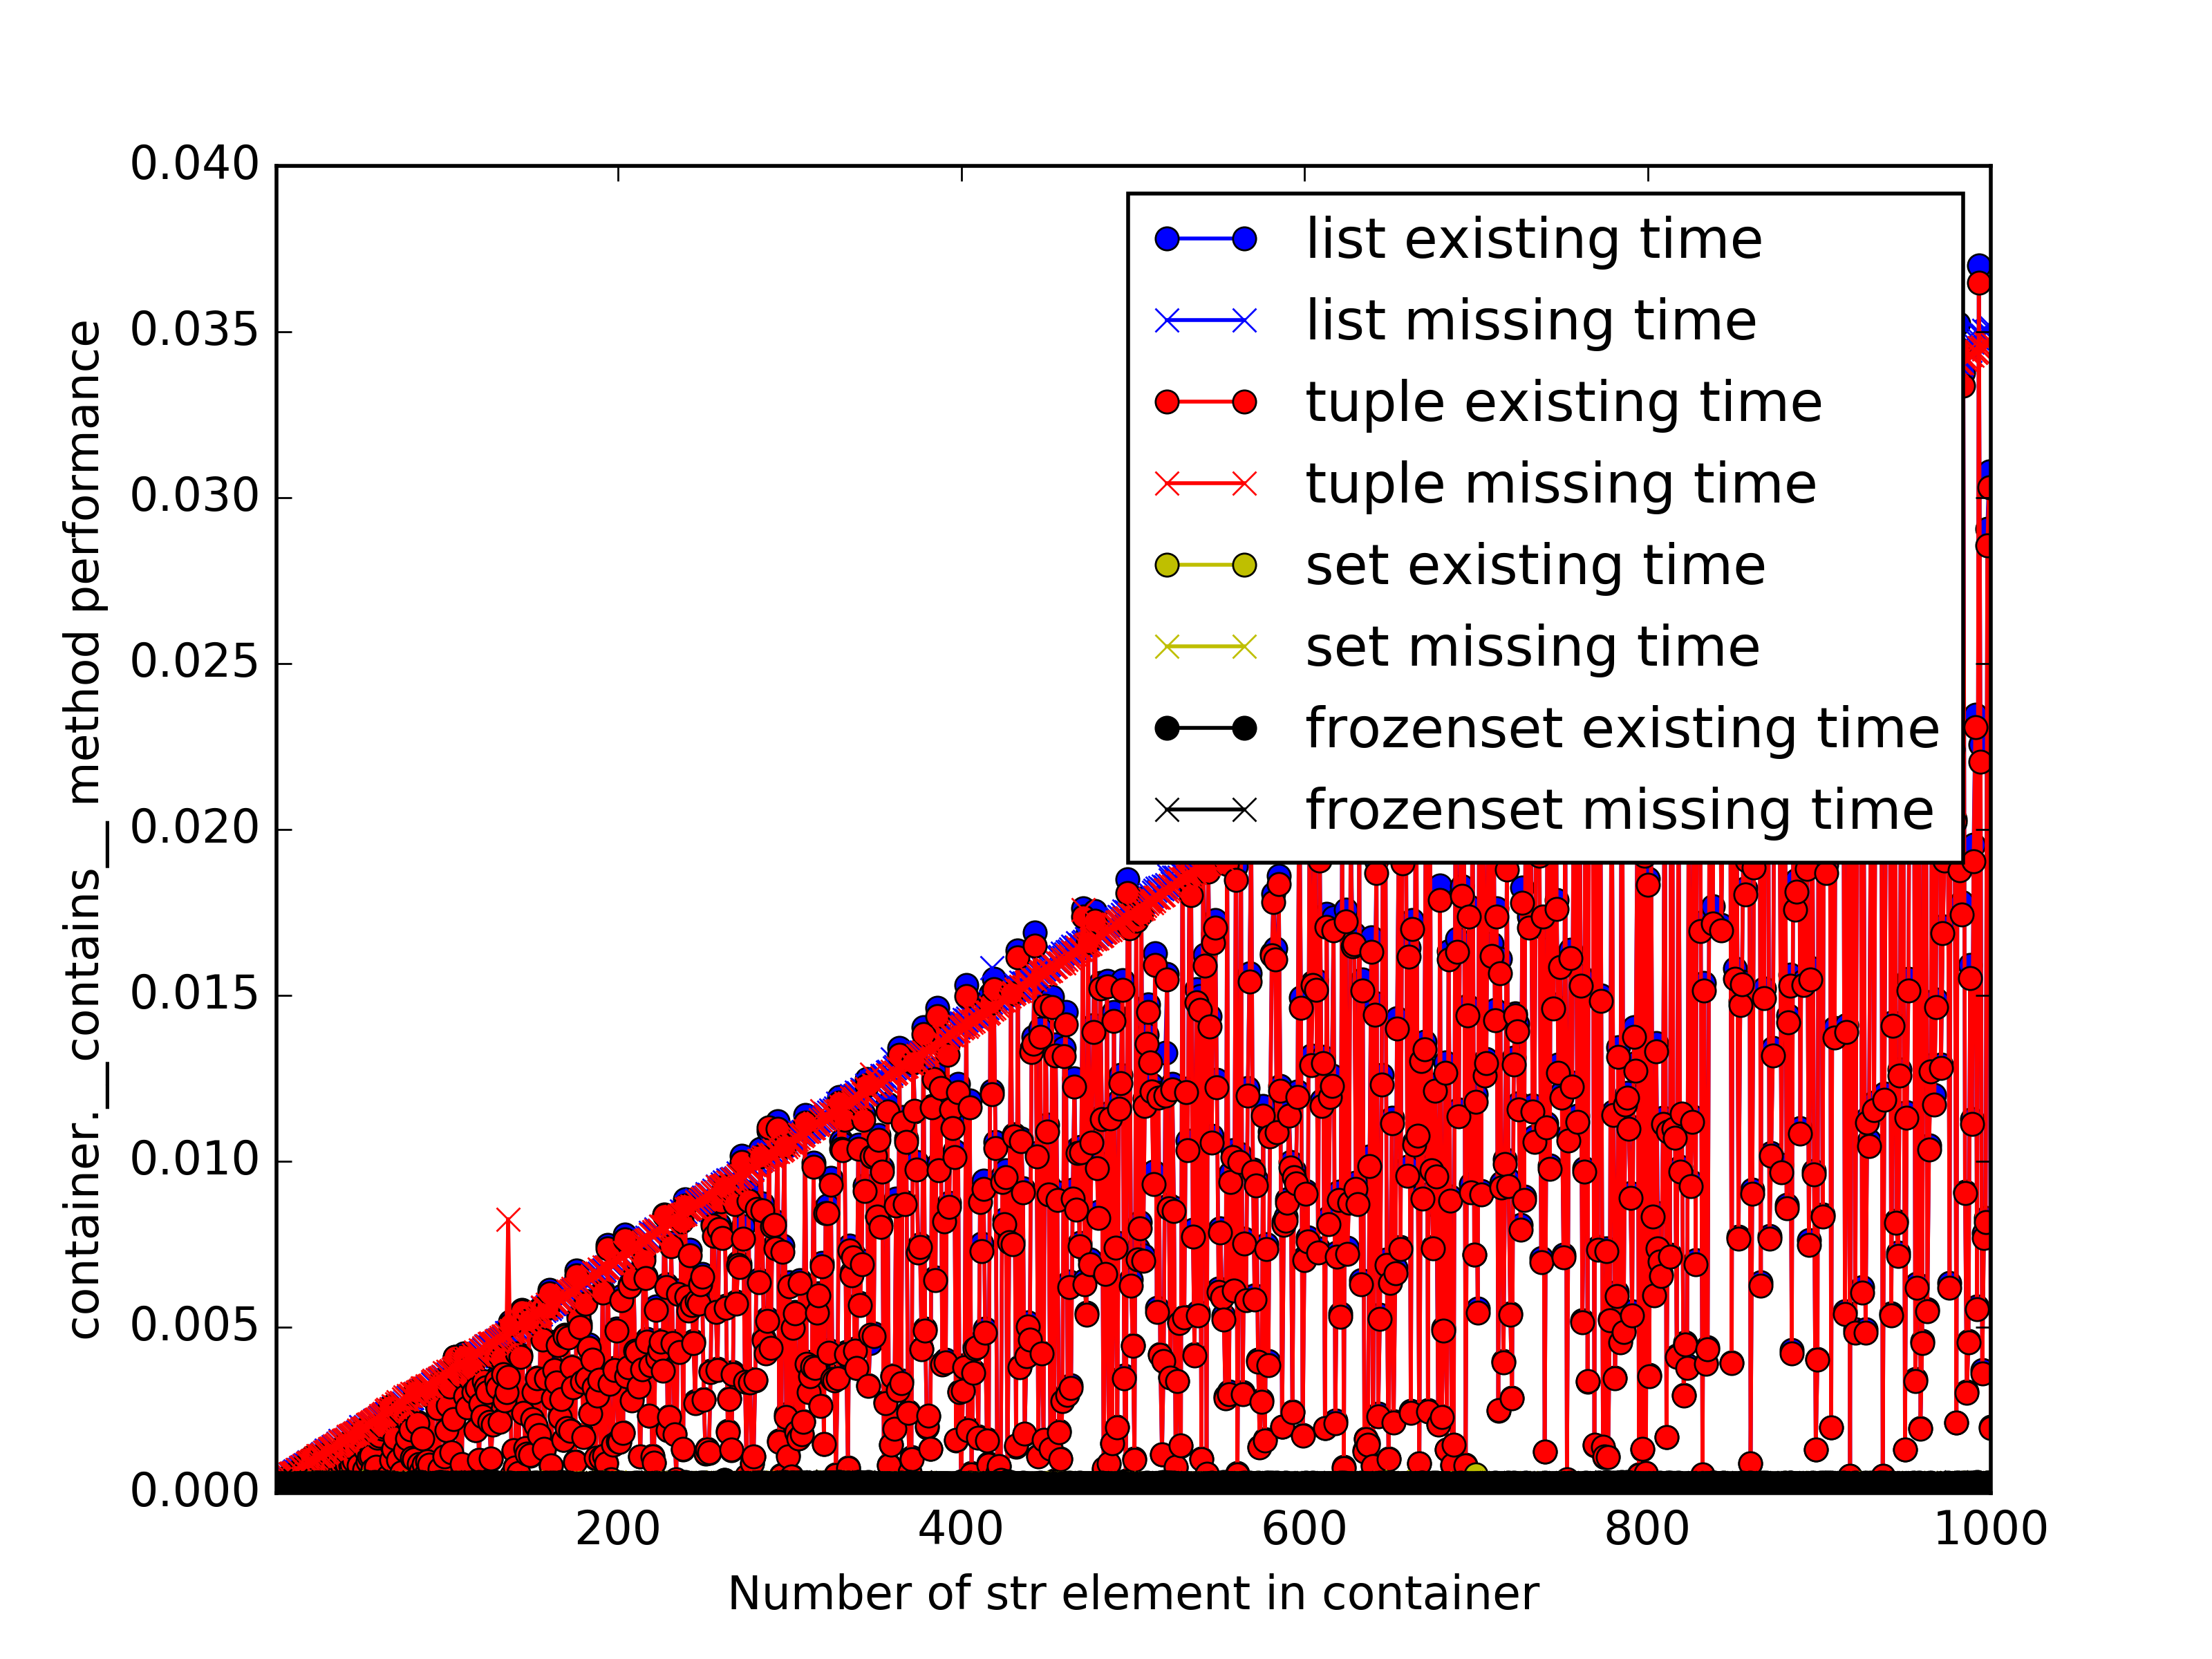 0.040
0.035
0.030
0.025
0.020
0.015
0.010
0.005
0.000
container.__contains__ method performance
list existing time
list missing time
tuple existing time
tuple missing time
set existing time
set missing time
frozenset existing time
frozenset missing time
200 400 600 800 1000
Number of str element in container